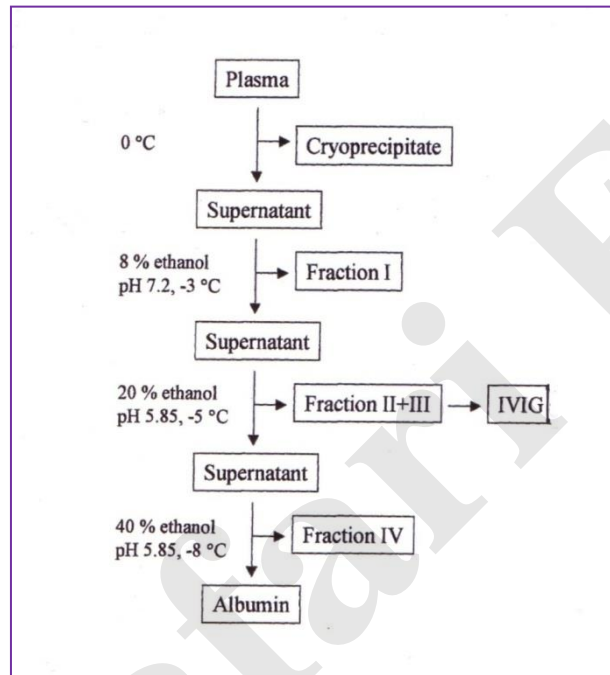 Plasma
0 °C
Cryoprecipitate
Supernatant
8 % ethanol
pH 7.2, -3 °C
Fraction I
Supernatant
20 % ethanol
pH 5.85, -5 °C
Fraction II+III
IVIG
Supernatant
40 % ethanol
pH 5.85, -8 °C
Fraction IV
Albumin